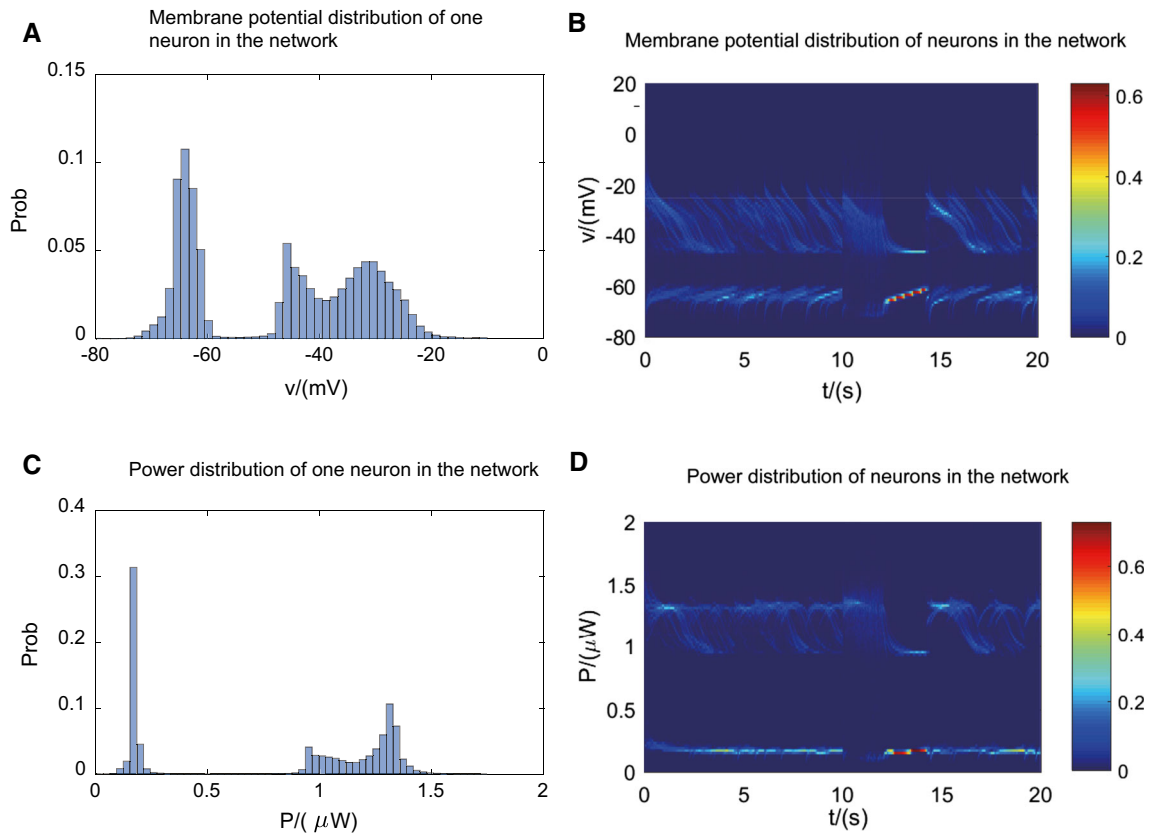 A
Membrane potential distribution of one
neuron in the network
0.15
0.1
0.05
0
Prob
-80
-60
-40
-20
0
v/(mV)
B
Membrane potential distribution of neurons in the network
20
-
0
-20
-40
-60
-80
v/(mV)
0
5
10
15
20
t/(s)
0.6
0.4
0.2
0
C
Power distribution of one neuron in the network
0.4
0.3
0.2
0.1
0
Prob
0
0.5
1
1.5
2
P/( μW)
D
Power distribution of neurons in the network
2
1.5
1
0.5
0
P/(μW)
0
5
10
15
20
t/(s)
0.6
0.4
0.2
0